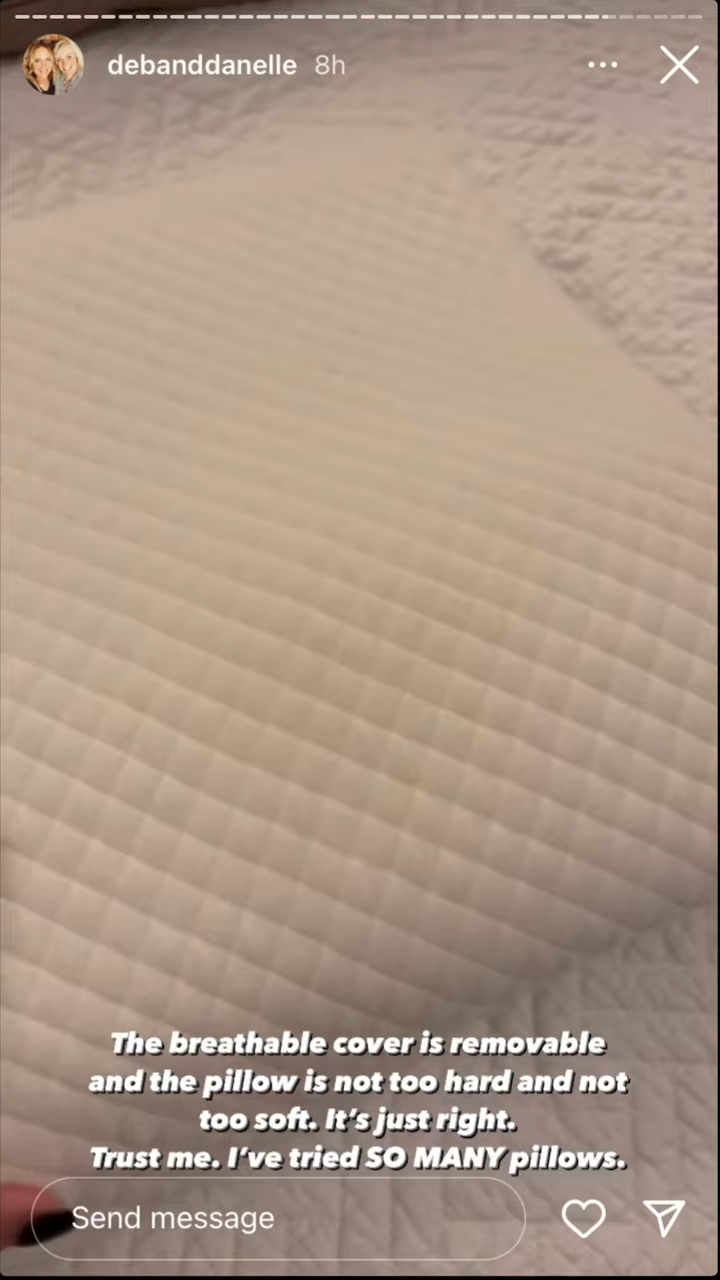 debanddanelle 8h
The breathable cover is removable
and the pillow is not too hard and not
too soft. It's just right.
Trust me. I've tried SO MANY pillows.
Send message